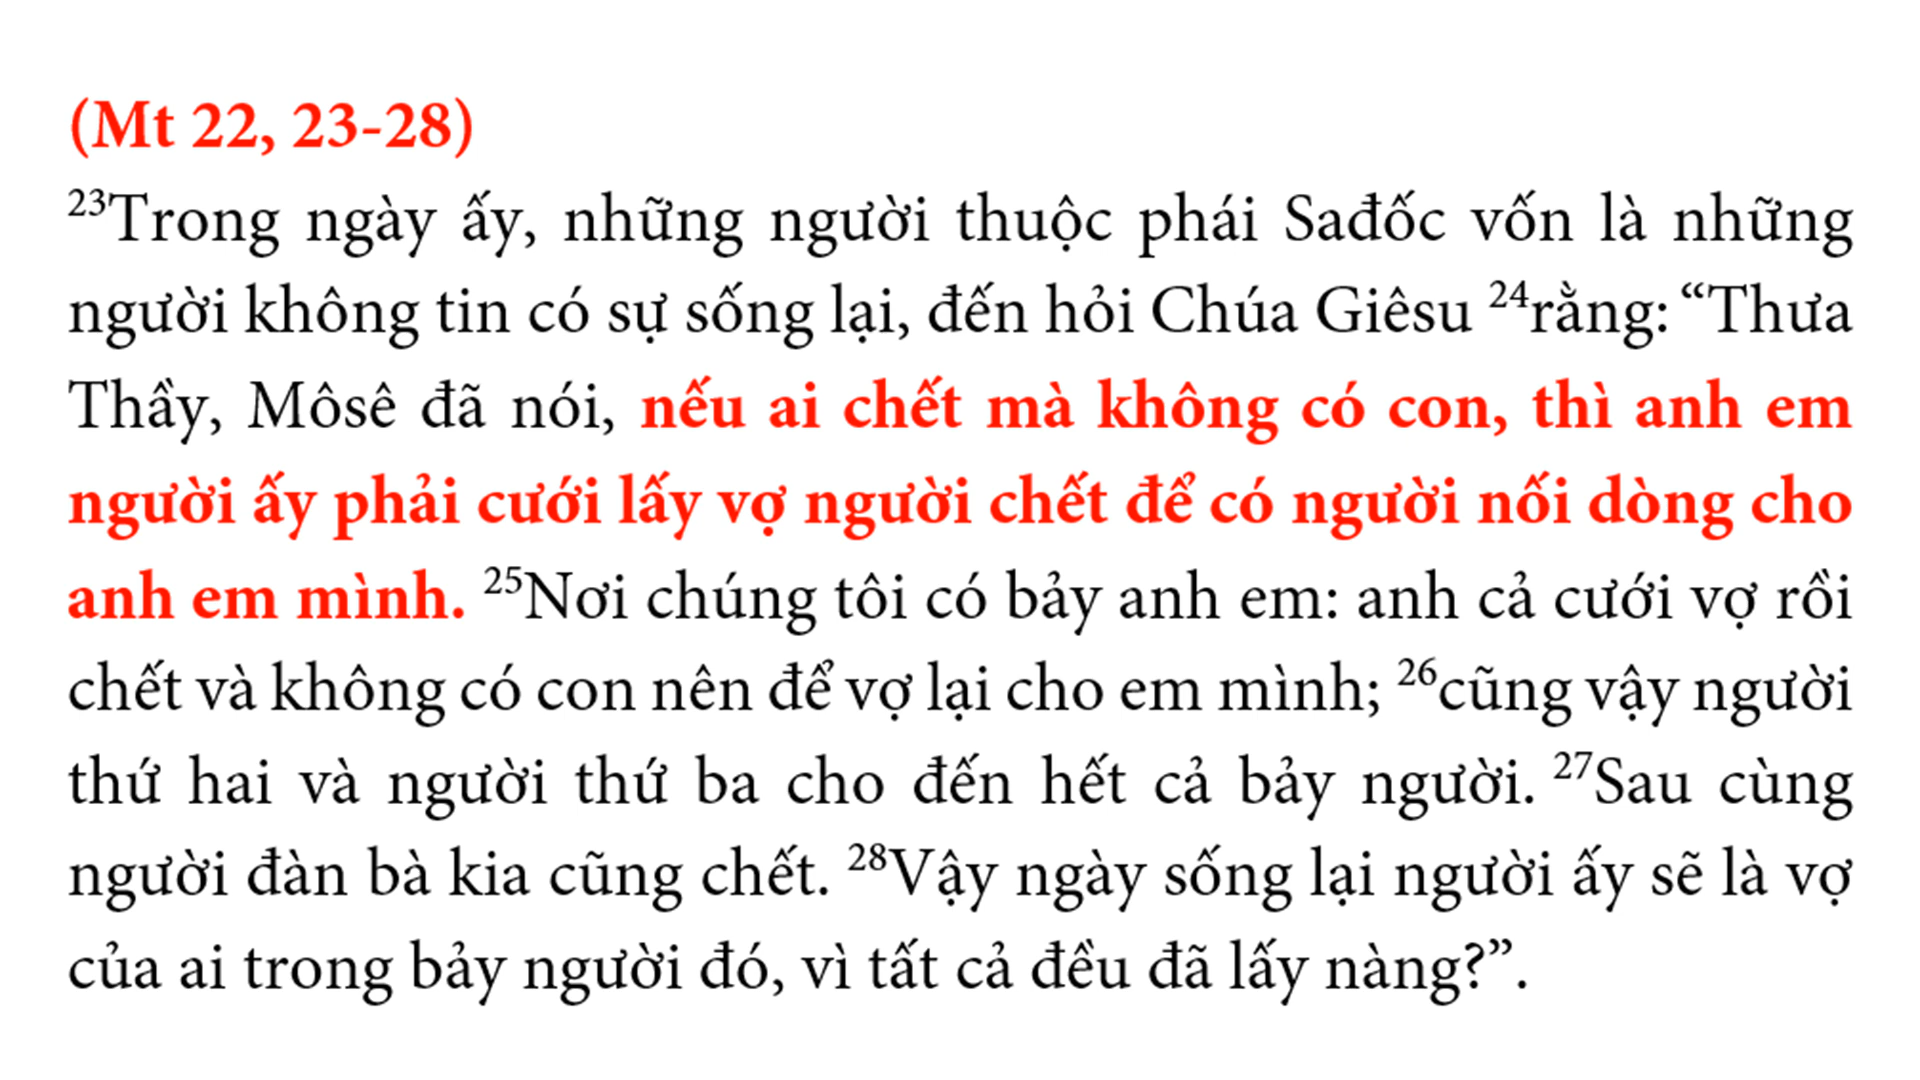 (Mt 22, 23-28)
²³Trong ngày ấy, những người thuộc phái Sađốc vốn là những
người không tin có sự sống lại, đến hỏi Chúa Giêsu ²⁴rằng: “Thưa
Thầy, Môsê đã nói, nếu ai chết mà không có con, thì anh em
người ấy phải cưới lấy vợ người chết để có người nối dòng cho
anh em mình. ²⁵Nơi chúng tôi có bảy anh em: anh cả cưới vợ rồi
chết và không có con nên để vợ lại cho em mình; ²⁶cũng vậy người
thứ hai và người thứ ba cho đến hết cả bảy người. ²⁷Sau cùng
người đàn bà kia cũng chết. ²⁸Vậy ngày sống lại người ấy sẽ là vợ
của ai trong bảy người đó, vì tất cả đều đã lấy nàng?”.